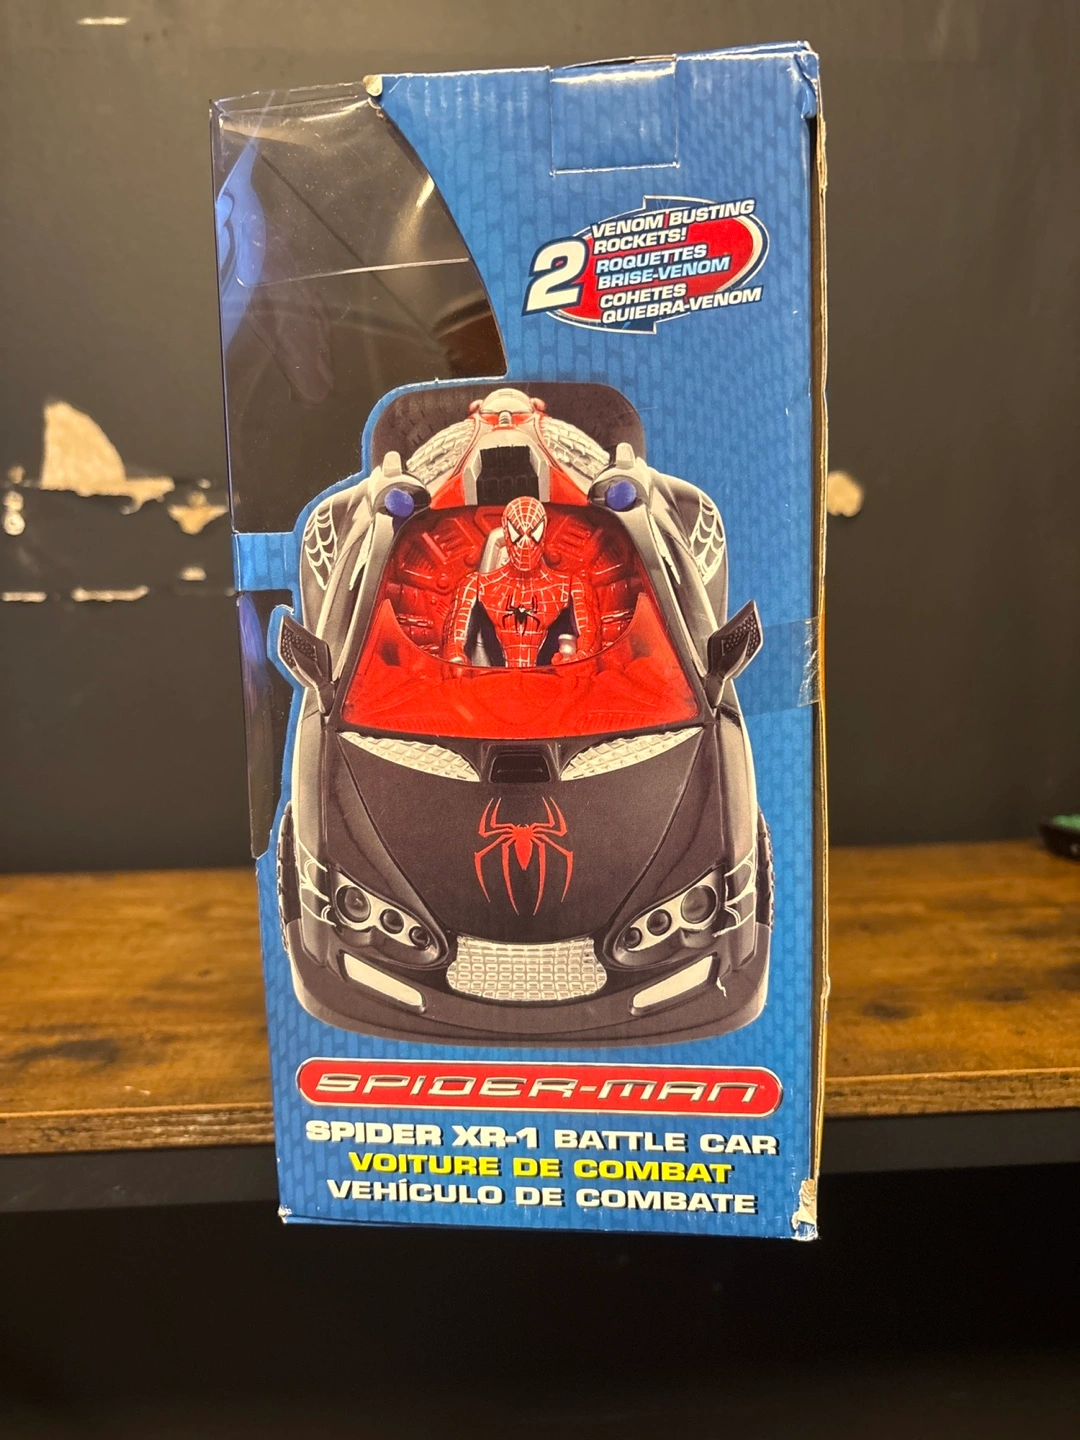 2
VENOM BUSTING
ROCKETS!
ROQUETTES
BRISE-VENOM
COHETES
QUIEBRA-VENOM
SPIDER-MAN
SPIDER XR-1 BATTLE CAR
VOITURE DE COMBAT
VEHÍCULO DE COMBATE